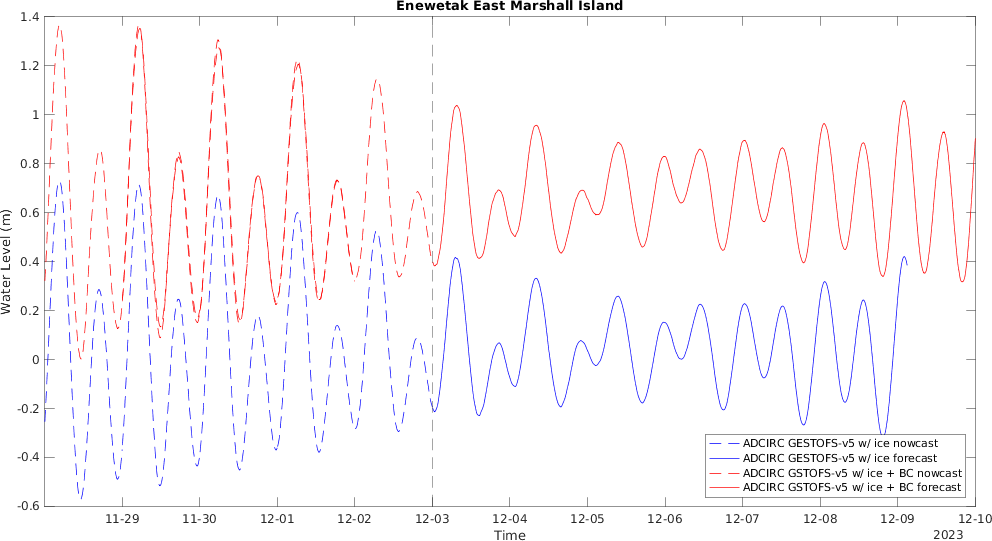 Enewetak East Marshall Island
1.4
1.2
1
0.8
0.6
0.4
0.2
0
-0.2
-0.4
-0.6
Water Level (m)
ADCIRC GESTOFS-v5 w/ ice nowcast
ADCIRC GESTOFS-v5 w/ ice forecast
ADCIRC GSTOFS-v5 w/ ice + BC nowcast
ADCIRC GSTOFS-v5 w/ ice + BC forecast
11-29 11-30 12-01 12-02 12-03 12-04 12-05 12-06 12-07 12-08 12-09 12-10
Time
2023